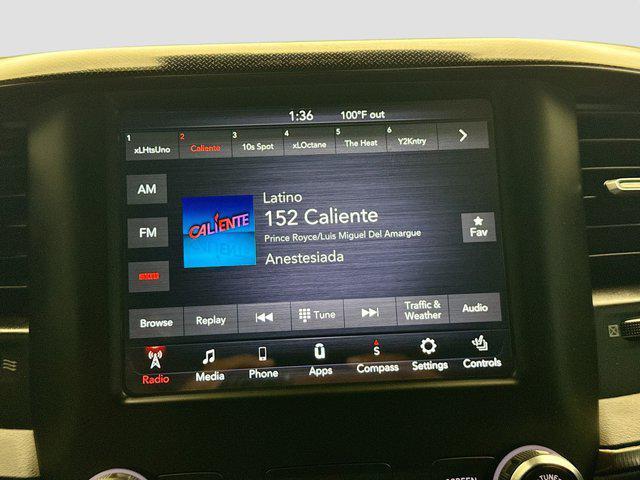 1:36 100°F out
1 xLHtsUno 2 Caliente 3 10s Spot 4 xLOctane 5 The Heat 6 Y2Kntry
AM
Latino
CALIENTE
152 Caliente
FM
Prince Royce/Luis Miguel Del Amargue
Fav
Anestesiada
Browse Replay Tune Traffic & Weather Audio
S
Radio Media Phone Apps Compass Settings Controls
SCREEN
TUNE